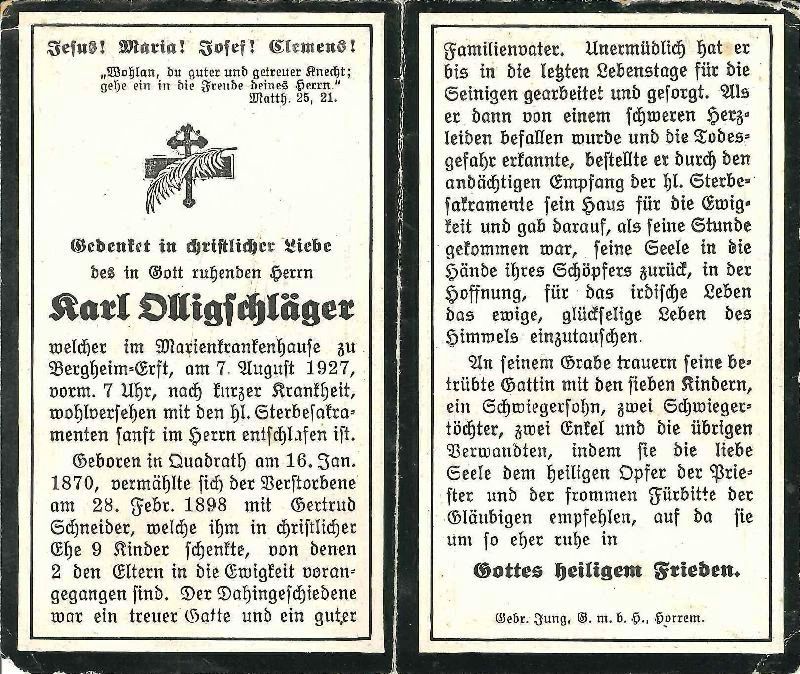 Jesus! Maria! Josef! Clemens!
„Wohlan, du guter und getreuer Knecht;
gehe ein in die Freude deines Herrn.“
Matth. 25, 21.
Gedenket in christlicher Liebe
des in Gott ruhenden Herrn
Karl Olligschläger
welcher im Marienkrankenhause zu
Bergheim-Erft, am 7. August 1927,
vorm. 7 Uhr, nach kurzer Krankheit,
wohlversehen mit den hl. Sterbesakra-
menten sanft im Herrn entschlafen ist.
Geboren in Quadrath am 16. Jan.
1870, vermählte sich der Verstorbene
am 28. Febr. 1898 mit Gertrud
Schneider, welche ihm in christlicher
Ehe 9 Kinder schenkte, von denen
2 den Eltern in die Ewigkeit voran-
gegangen sind. Der Dahingeschiedene
war ein treuer Gatte und ein guter
Familienvater. Unermüdlich hat er
bis in die letzten Lebenstage für die
Seinigen gearbeitet und gesorgt. Als
er dann von einem schweren Herz-
leiden befallen wurde und die Todes-
gefahr erkannte, bestellte er durch den
andächtigen Empfang der hl. Sterbe-
sakramente sein Haus für die Ewig-
keit und gab darauf, als seine Stunde
gekommen war, seine Seele in die
Hände ihres Schöpfers zurück, in der
Hoffnung, für das irdische Leben
das ewige, glückselige Leben des
Himmels einzutauschen.
An seinem Grabe trauern seine be-
trübte Gattin mit den sieben Kindern,
ein Schwiegersohn, zwei Schwieger-
töchter, zwei Enkel und die übrigen
Verwandten, indem sie die liebe
Seele dem heiligen Opfer der Prie-
ster und der frommen Fürbitte der
Gläubigen empfehlen, auf da sie
um so eher ruhe in
Gottes heiligem Frieden.
Gebr. Jung, G. m. b. H., Horrem.